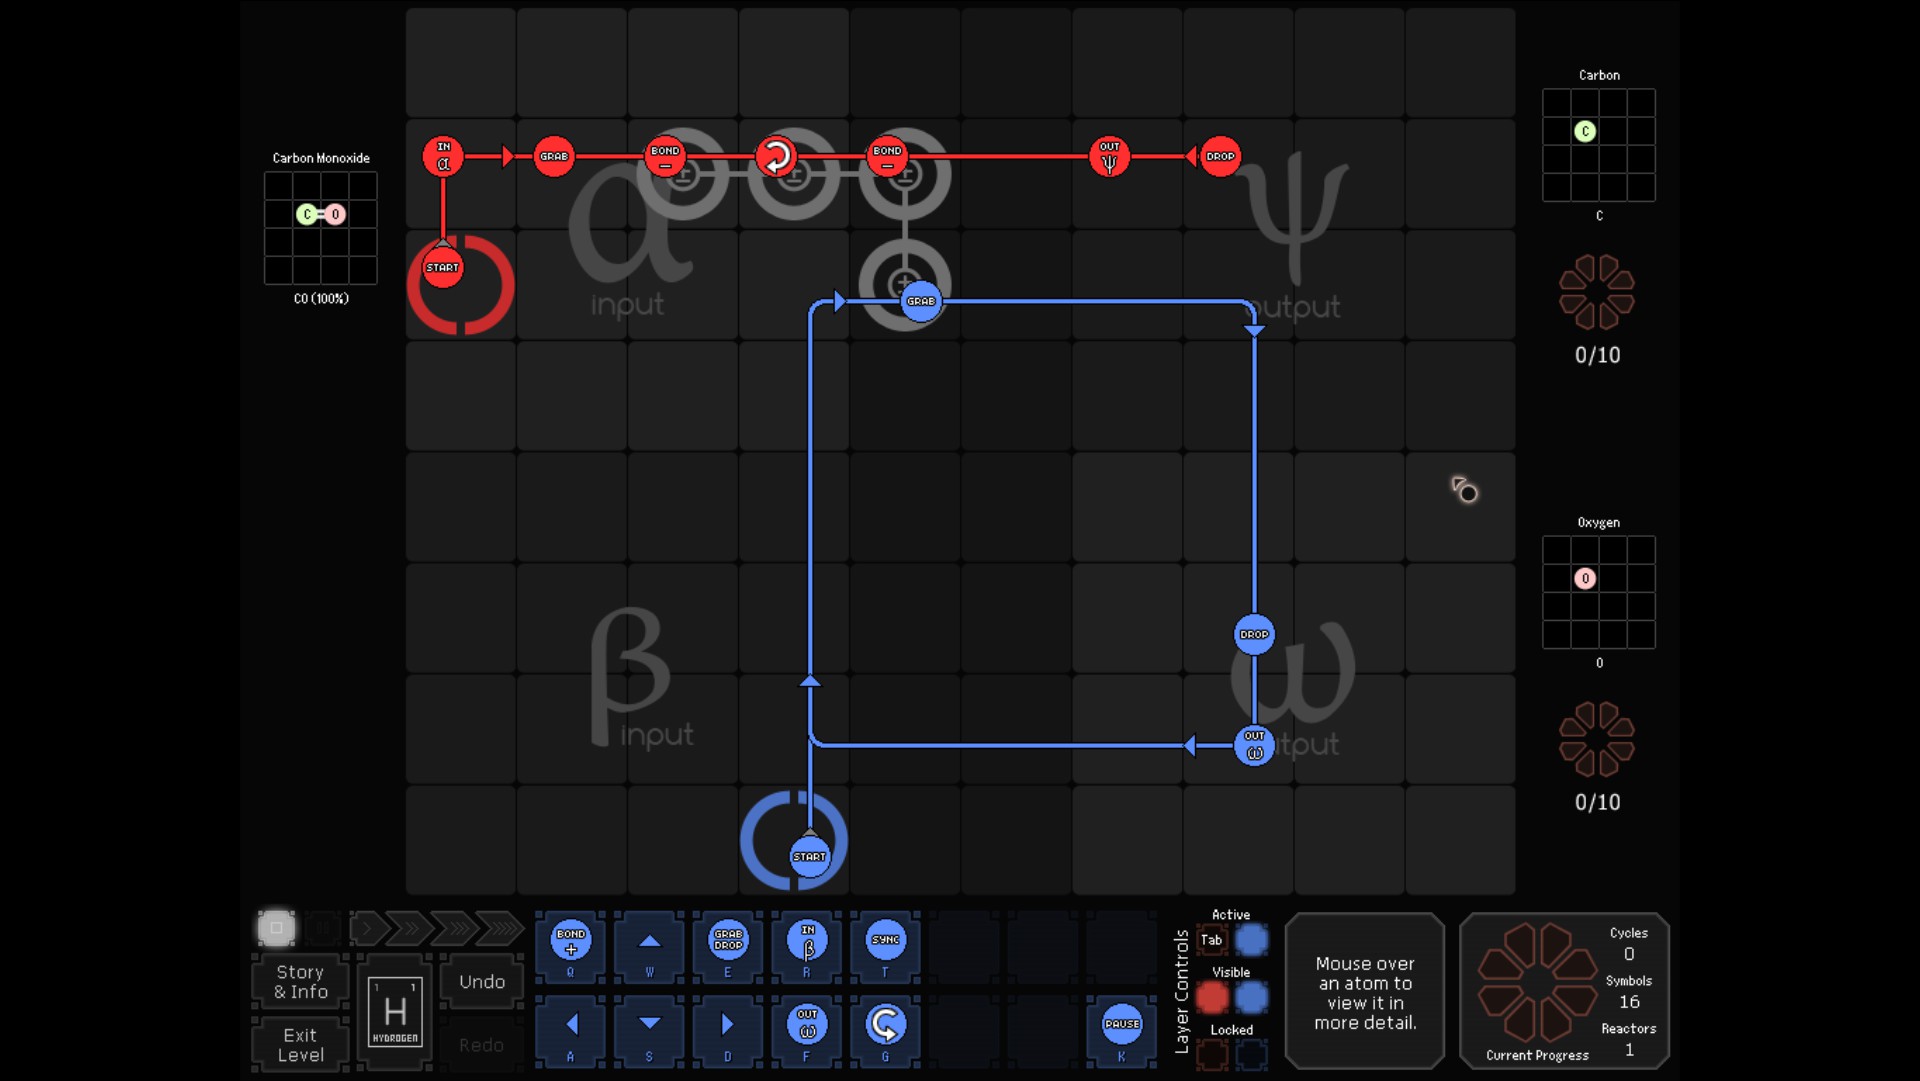 Carbon Monoxide
C O
CO (100%)
IN
α
GRAB
BOND
–
BOND
–
OUT
ψ
DROP
START
α
input
ψ
output
GRAB
β
input
ω
output
DROP
OUT
ω
START
Carbon
C
C
0/10
Oxygen
O
O
0/10
Story
& Info
Exit
Level
1 1
H
HYDROGEN
Undo
Redo
BOND
+
Q
W
GRAB
DROP
E
IN
β
R
SYNC
T
A
S
D
OUT
ω
F
G
PAUSE
K
Layer Controls
Active
Tab
Visible
Locked
Mouse over
an atom to
view it in
more detail.
Cycles
0
Symbols
16
Reactors
1
Current Progress